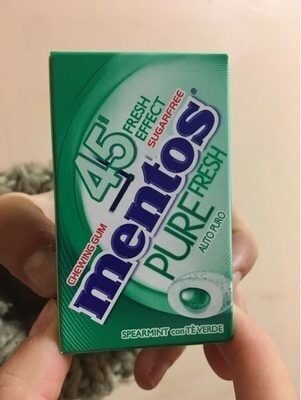 45'
FRESH
EFFECT
SUGARFREE
CHEWING GUM
mentos
PURE FRESH
ALITO PURO
SPEARMINT con TÈ VERDE